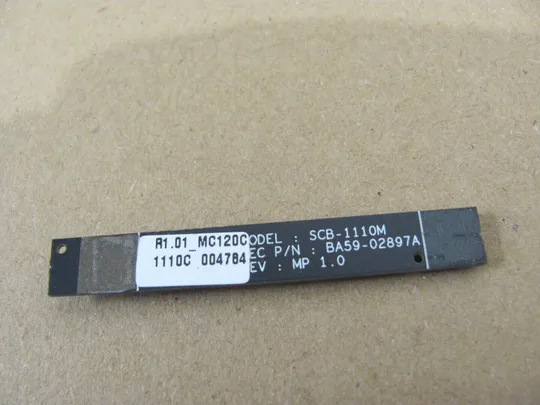 R1.01_MC120C
1110C 004784
ODEL : SCB-1110M
EC P/N : BA59-02897A
EV : MP 1.0